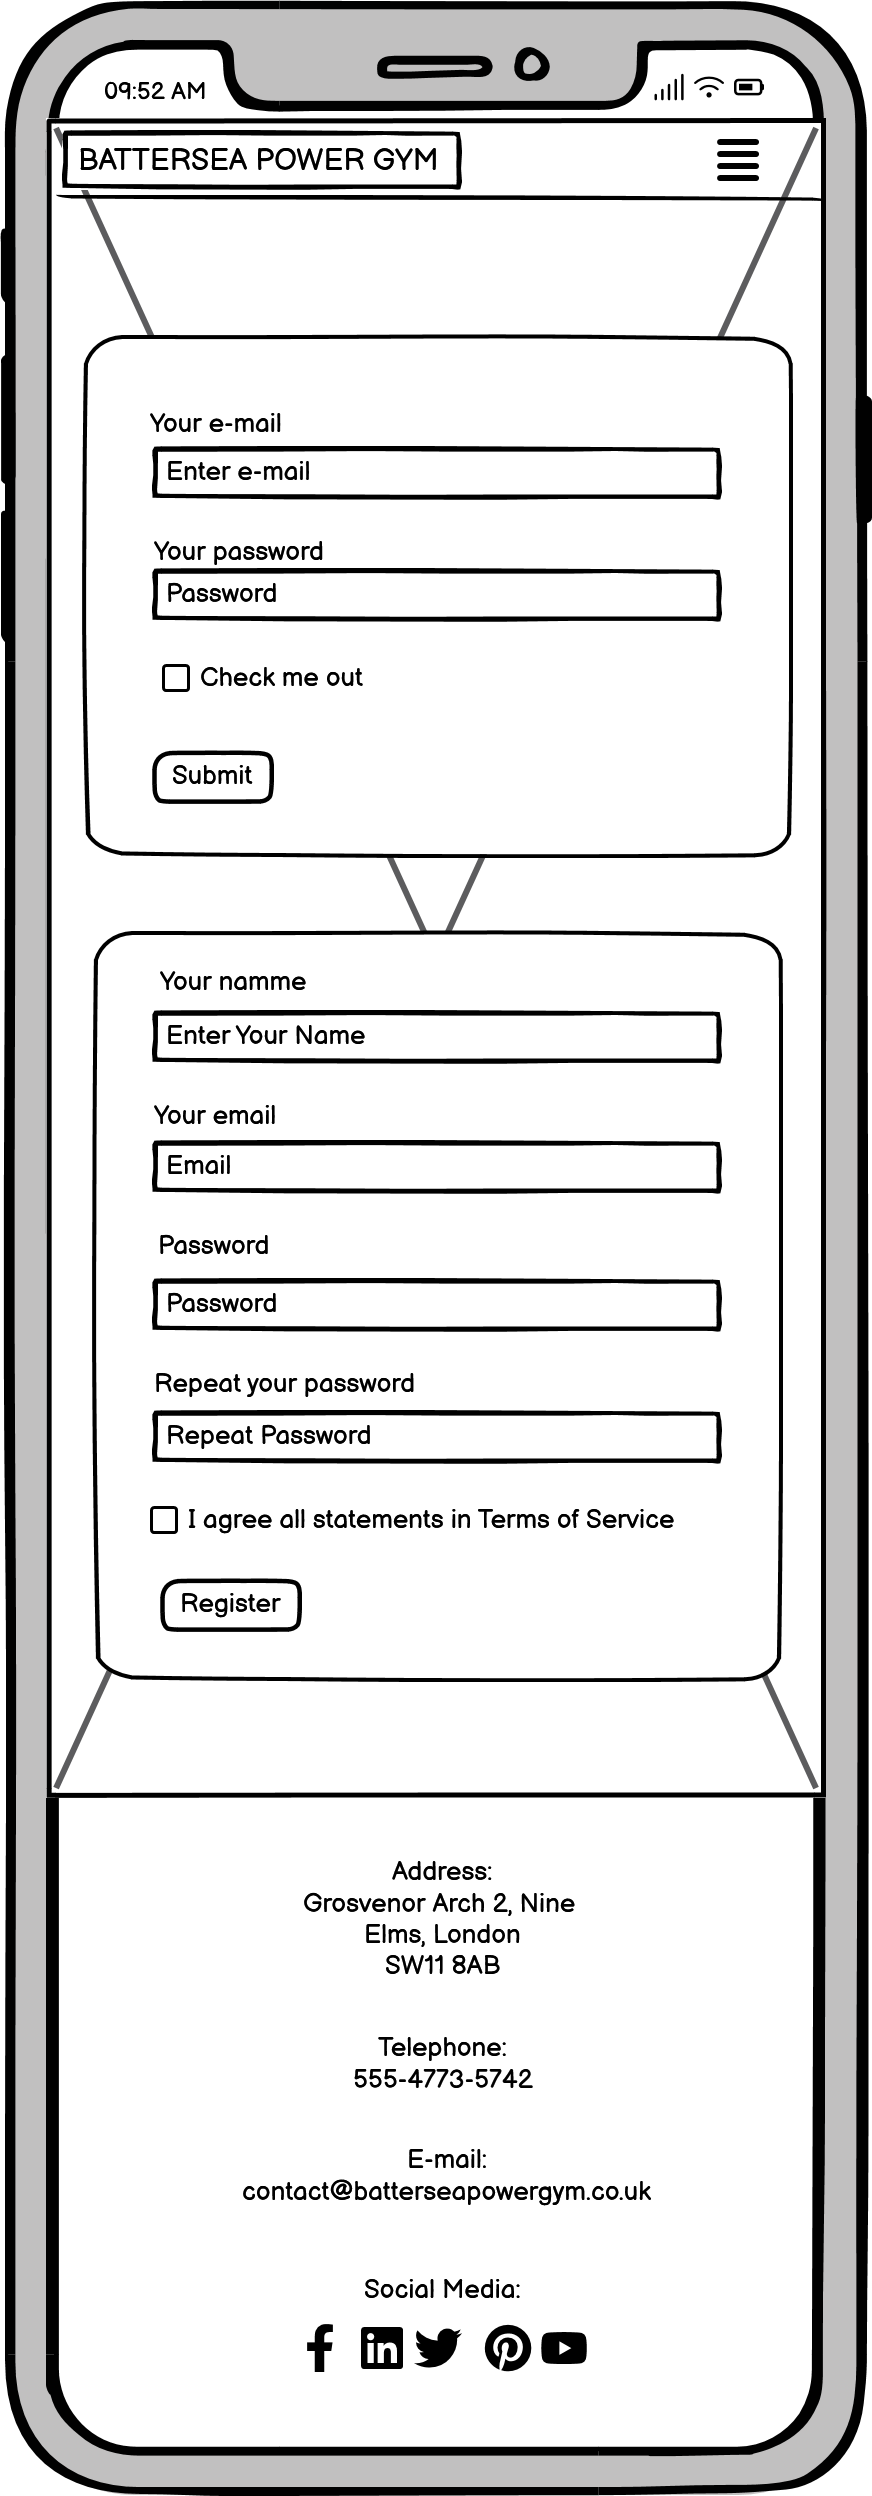 09:52 AM
BATTERSEA POWER GYM
Your e-mail
Enter e-mail
Your password
Password
Check me out
Submit
Your namme
Enter Your Name
Your email
Email
Password
Password
Repeat your password
Repeat Password
I agree all statements in Terms of Service
Register
Address:
Grosvenor Arch 2, Nine
Elms, London
SW11 8AB
Telephone:
555-4773-5742
E-mail:
contact@batterseapowergym.co.uk
Social Media: